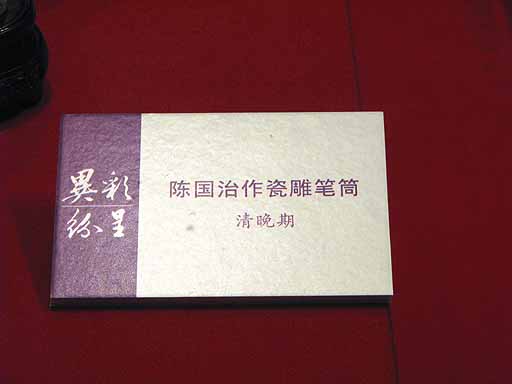 異彩
紛呈
陈国治作瓷雕笔筒
清晚期